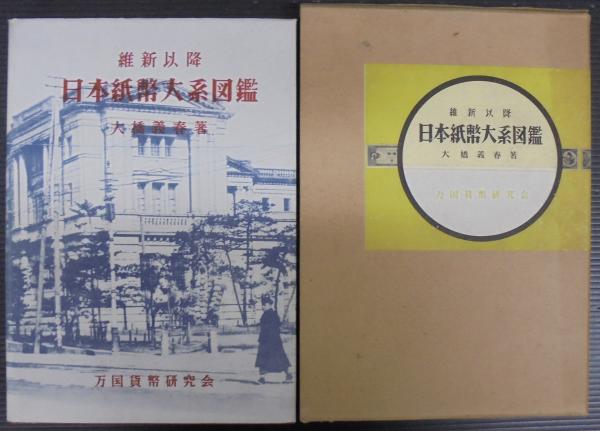 維新以降
日本紙幣大系図鑑
大橋義春著
万国貨幣研究会
維新以降
日本紙幣大系図鑑
大橋義春著
万国貨幣研究会